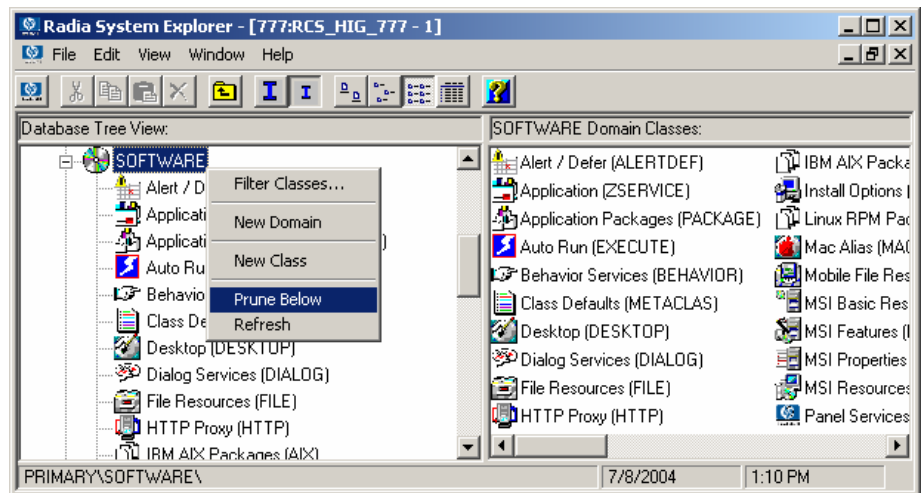 Radia System Explorer - [777:RCS_HIG_777 - 1]
File Edit View Window Help
Database Tree View:
SOFTWARE
Alert / D
Applicati
Applicati )
Auto Ru
Behavio
Class De
Desktop (DESKTOP)
Dialog Services (DIALOG)
File Resources (FILE)
HTTP Proxy (HTTP)
IBM AIX Packages (AIX)
Filter Classes...
New Domain
New Class
Prune Below
Refresh
SOFTWARE Domain Classes:
Alert / Defer (ALERTDEF)
Application (ZSERVICE)
Application Packages (PACKAGE)
Auto Run (EXECUTE)
Behavior Services (BEHAVIOR)
Class Defaults (METACLAS)
Desktop (DESKTOP)
Dialog Services (DIALOG)
File Resources (FILE)
HTTP Proxy (HTTP)
IBM AIX Packa
Install Options
Linux RPM Pac
Mac Alias (MA
Mobile File Res
MSI Basic Res
MSI Features (
MSI Properties
MSI Resources
Panel Services
PRIMARY\SOFTWARE\
7/8/2004
1:10 PM